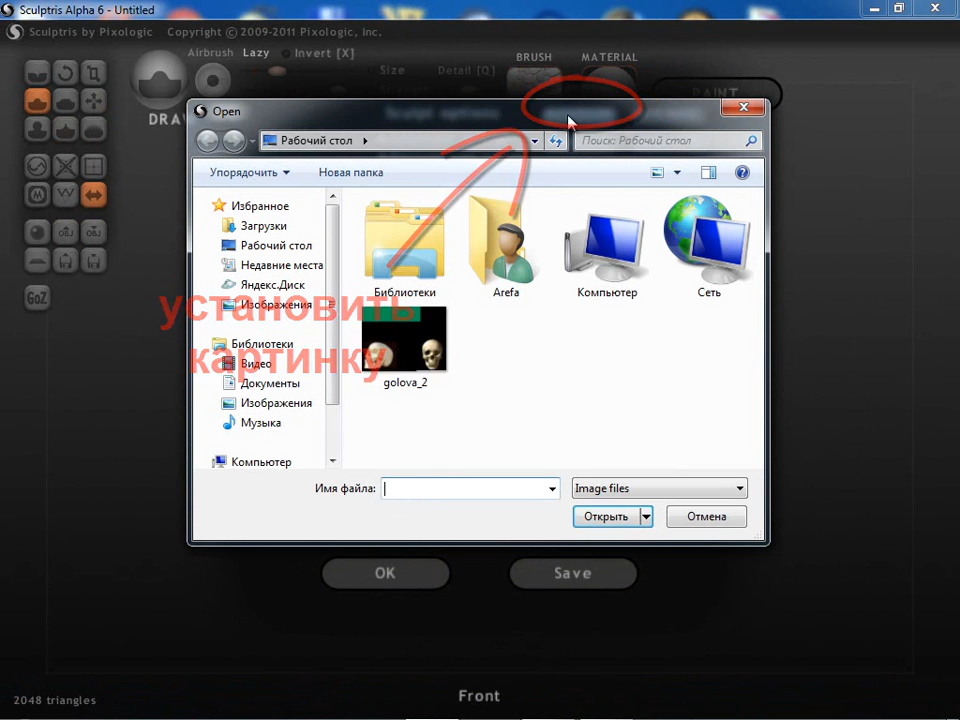 Sculptris Alpha 6 - Untitled
Sculptris by Pixologic Copyright © 2009-2011 Pixologic, Inc.
Airbrush Lazy Invert [X]
Size Detail [Q]
BRUSH MATERIAL
PAINT
DRA
Open
Рабочий стол
Поиск: Рабочий стол
Упорядочить Новая папка
Избранное
Загрузки
Рабочий стол
Недавние места
Яндекс.Диск
Изображения
Библиотеки
Видео
Документы
Изображения
Музыка
Компьютер
Библиотеки Arefa Компьютер Сеть
golova_2
установить
картинку
Имя файла: Image files
Открыть Отмена
OK Save
GoZ
OBJ OBJ
2048 triangles
Front